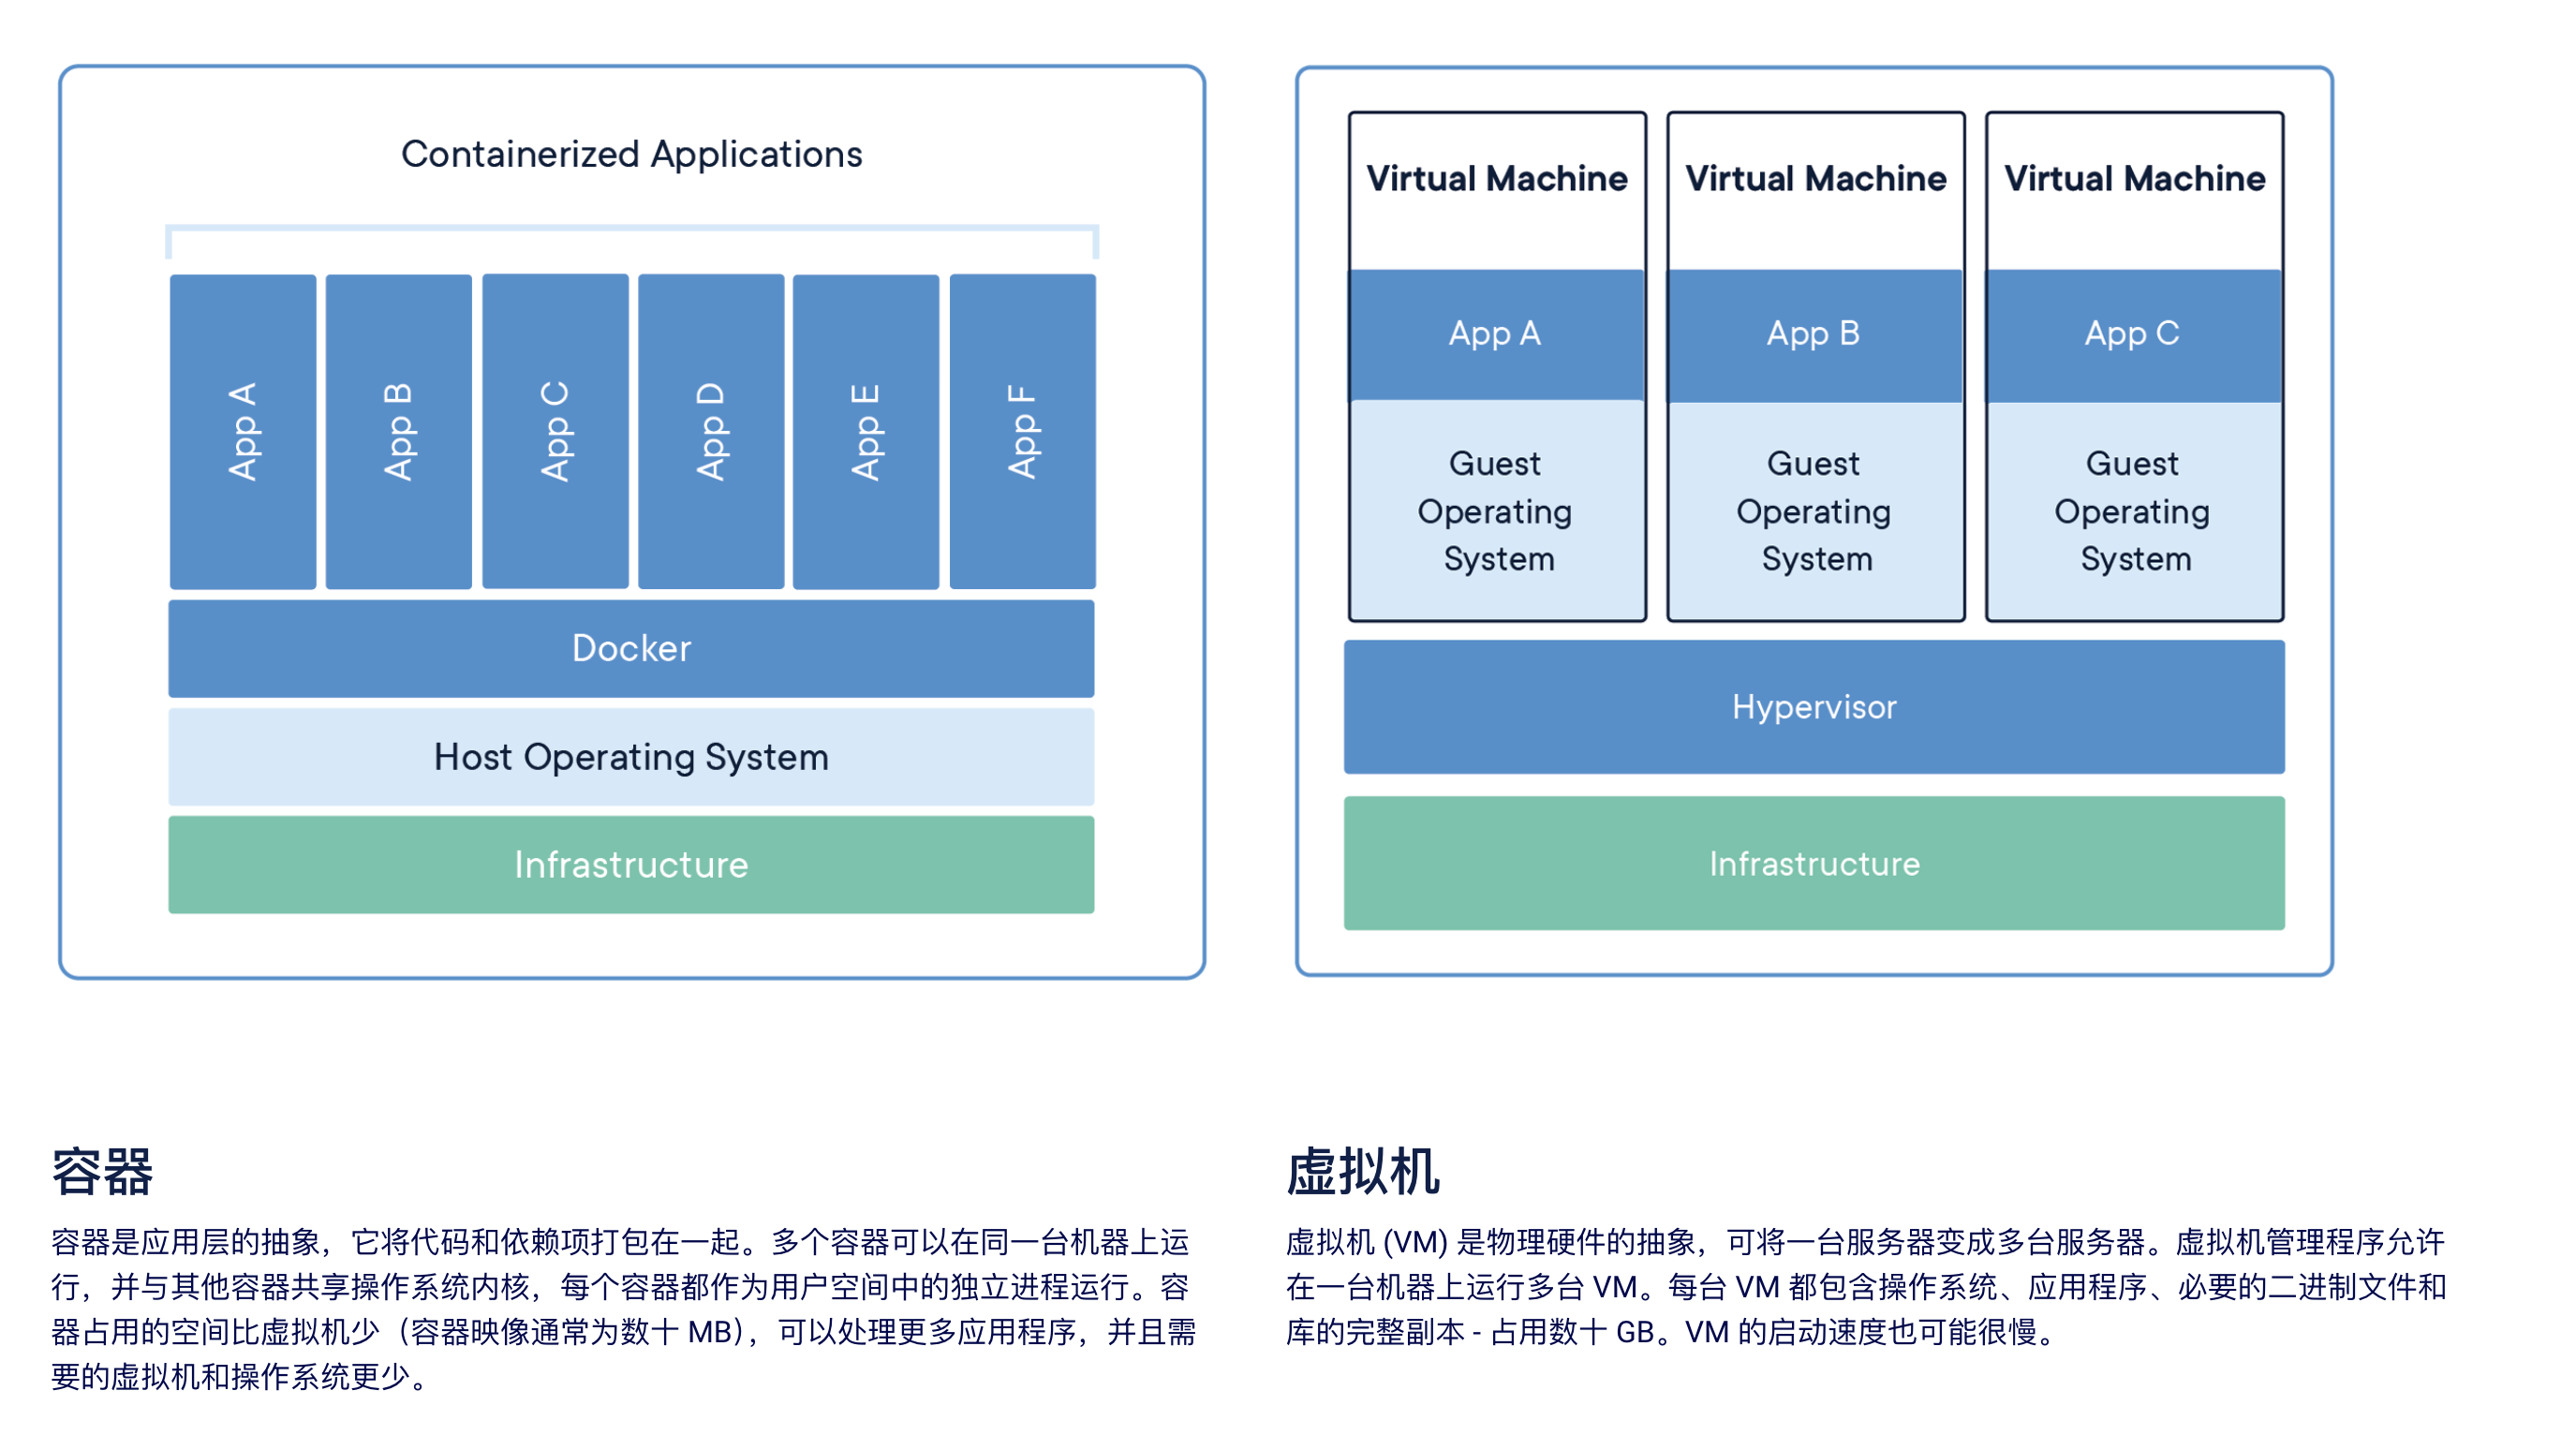 Containerized Applications
App A
App B
App C
App D
App E
App F
Docker
Host Operating System
Infrastructure
Virtual Machine
App A
Guest
Operating
System
Virtual Machine
App B
Guest
Operating
System
Virtual Machine
App C
Guest
Operating
System
Hypervisor
Infrastructure
容器
容器是应用层的抽象，它将代码和依赖项打包在一起。多个容器可以在同一台机器上运
行，并与其他容器共享操作系统内核，每个容器都作为用户空间中的独立进程运行。容
器占用的空间比虚拟机少（容器映像通常为数十 MB），可以处理更多应用程序，并且需
要的虚拟机和操作系统更少。
虚拟机
虚拟机 (VM) 是物理硬件的抽象，可将一台服务器变成多台服务器。虚拟机管理程序允许
在一台机器上运行多台 VM。每台 VM 都包含操作系统、应用程序、必要的二进制文件和
库的完整副本 - 占用数十 GB。VM 的启动速度也可能很慢。